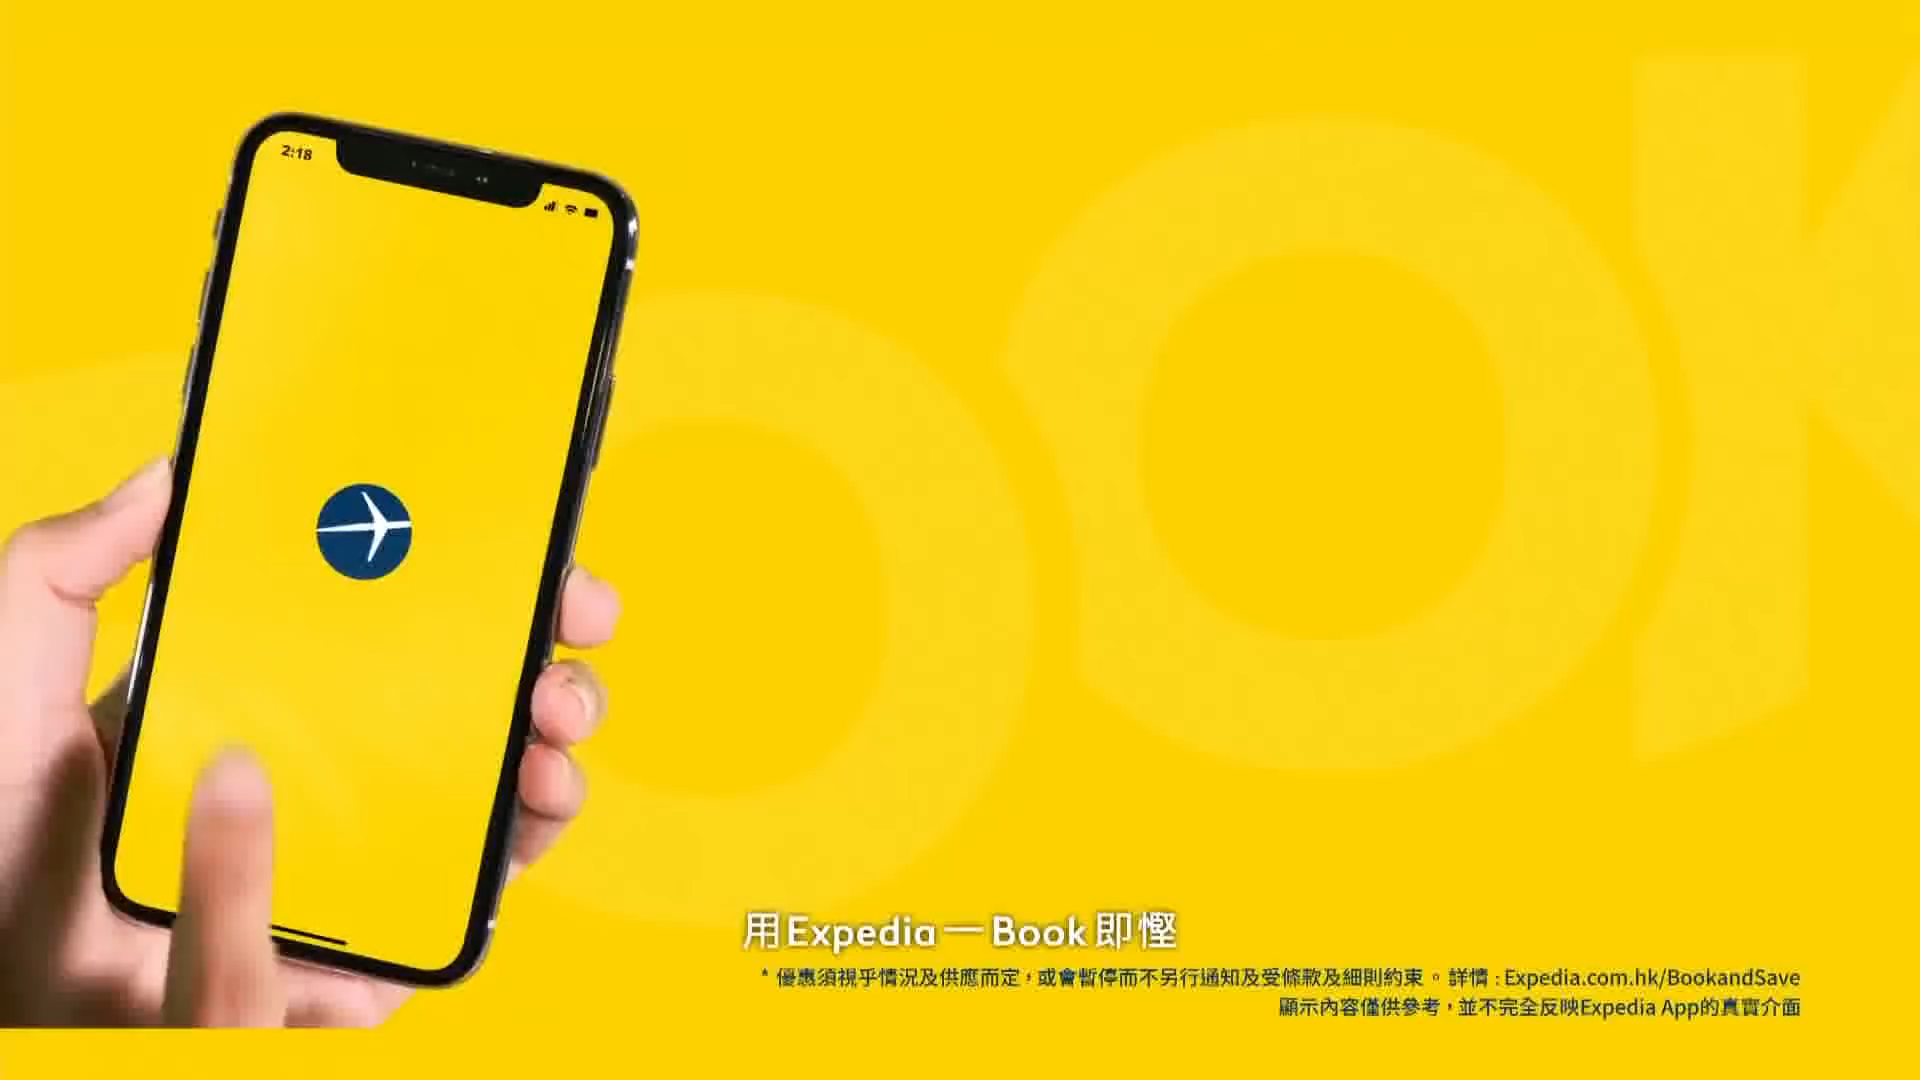 2:18
OOK
用Expedia一Book即慳
* 優惠須視乎情況及供應而定，或會暫停而不另行通知及受條款及細則約束。詳情 : Expedia.com.hk/BookandSave
顯示內容僅供參考，並不完全反映Expedia App的真實介面